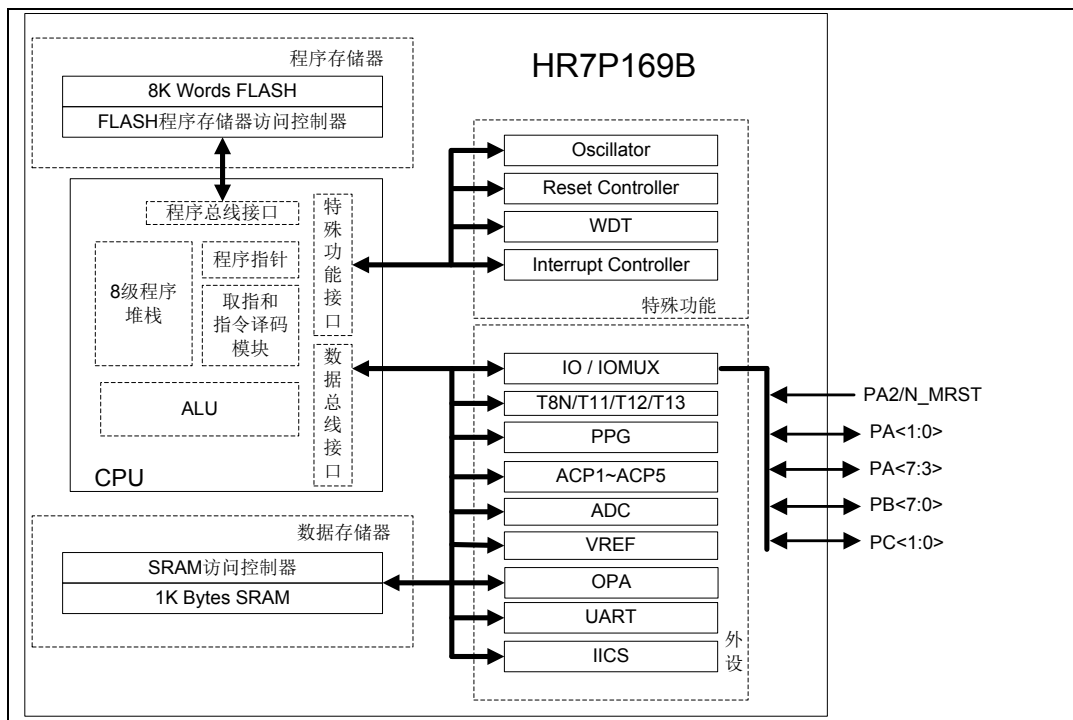 程序存储器
8K Words FLASH
FLASH程序存储器访问控制器
HR7P169B
程序总线接口
特殊功能接口
程序指针
8级程序
堆栈
取指和
指令译码
模块
ALU
数据总线接口
CPU
数据存储器
SRAM访问控制器
1K Bytes SRAM
Oscillator
Reset Controller
WDT
Interrupt Controller
特殊功能
IO / IOMUX
T8N/T11/T12/T13
PPG
ACP1~ACP5
ADC
VREF
OPA
UART
IICS
外设
PA2/N_MRST
PA<1:0>
PA<7:3>
PB<7:0>
PC<1:0>